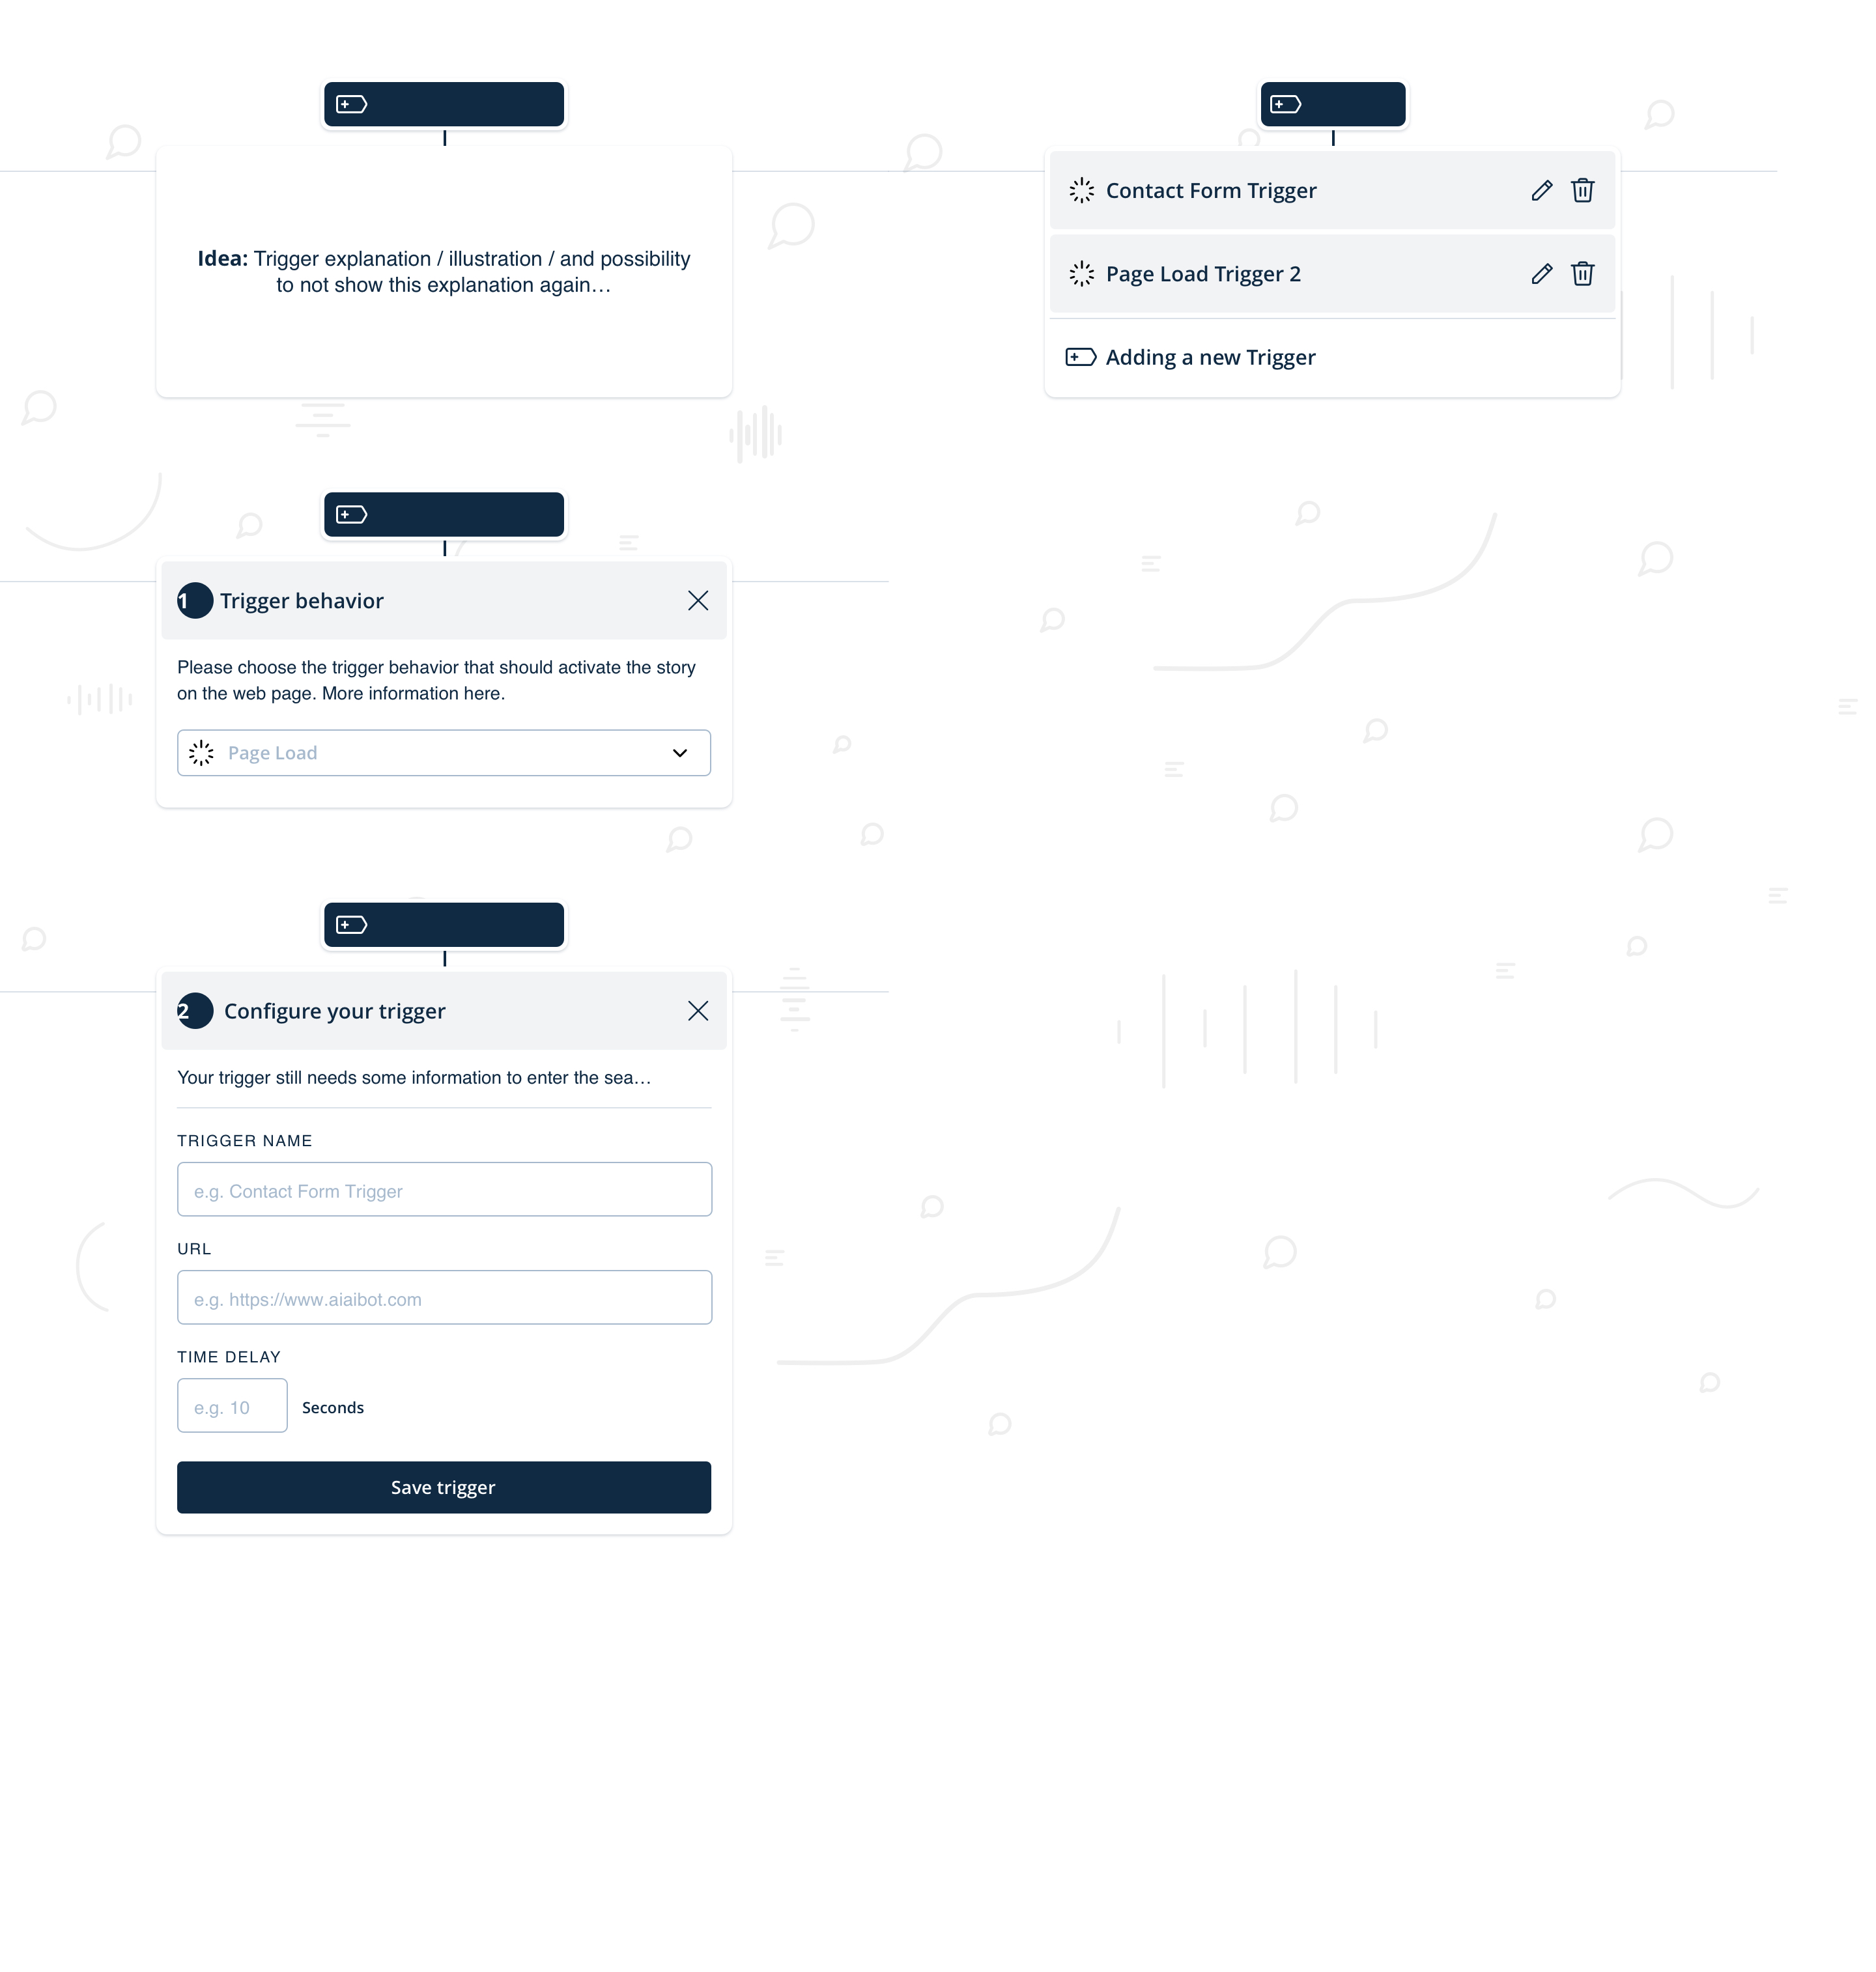 Idea: Trigger explanation / illustration / and possibility
to not show this explanation again…
Contact Form Trigger
Page Load Trigger 2
Adding a new Trigger
1 Trigger behavior
Please choose the trigger behavior that should activate the story
on the web page. More information here.
Page Load
2 Configure your trigger
Your trigger still needs some information to enter the sea…
TRIGGER NAME
e.g. Contact Form Trigger
URL
e.g. https://www.aiaibot.com
TIME DELAY
e.g. 10 Seconds
Save trigger